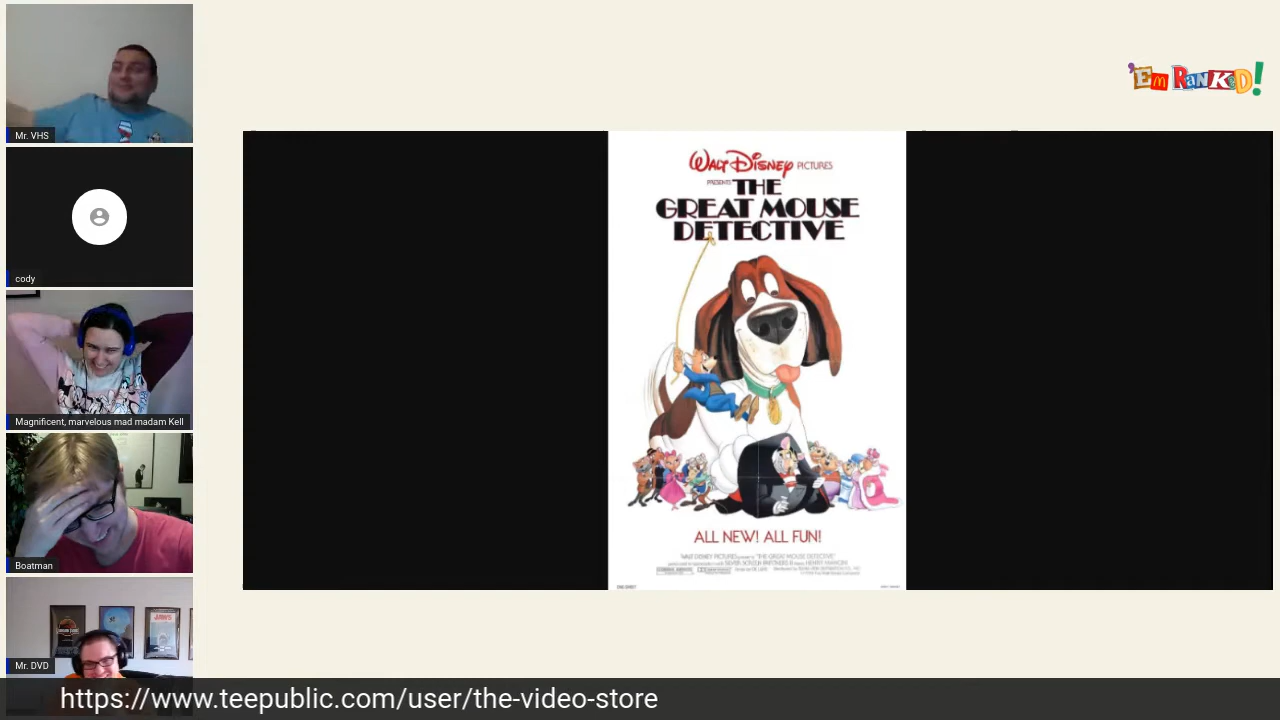 Mr. VHS
cody
Magnificent, marvelous mad madam Kell
Boatman
Mr. DVD
JAWS
'Em RanKeD!
WALT DISNEY PICTURES
PRESENTS
THE
GREAT MOUSE
DETECTIVE
ALL NEW! ALL FUN!
https://www.teepublic.com/user/the-video-store